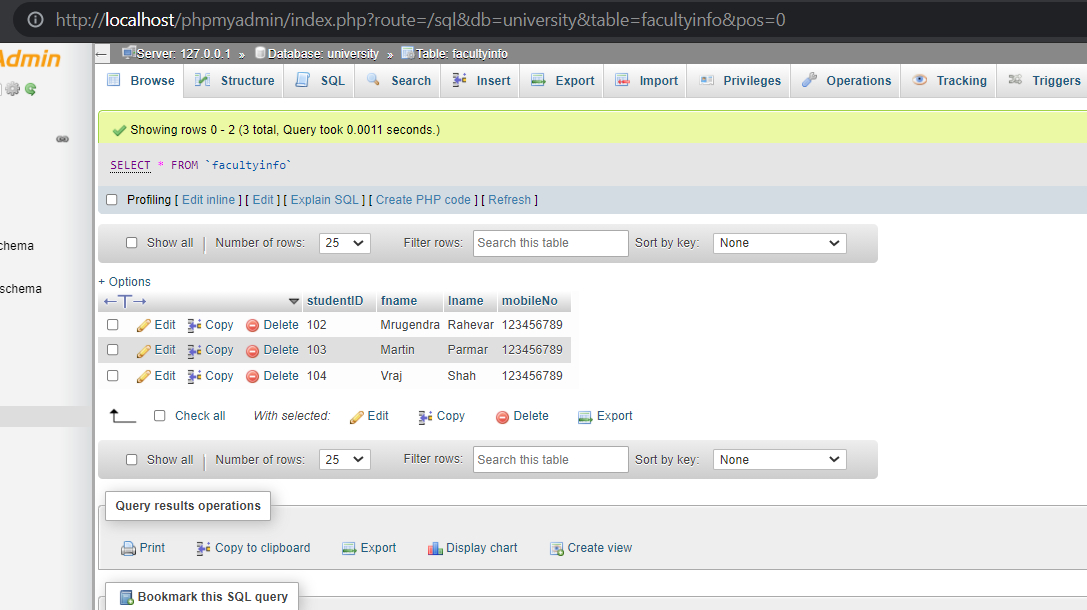 http://localhost/phpmyadmin/index.php?route=/sql&db=university&table=facultyinfo&pos=0
Admin
Server: 127.0.0.1 » Database: university » Table: facultyinfo
Browse Structure SQL Search Insert Export Import Privileges Operations Tracking Triggers
Showing rows 0 - 2 (3 total, Query took 0.0011 seconds.)
SELECT * FROM `facultyinfo`
Profiling [ Edit inline ] [ Edit ] [ Explain SQL ] [ Create PHP code ] [ Refresh ]
Show all | Number of rows: 25 Filter rows: Search this table Sort by key: None
chema
schema
+ Options
←T→ studentID fname lname mobileNo
Edit Copy Delete 102 Mrugendra Rahevar 123456789
Edit Copy Delete 103 Martin Parmar 123456789
Edit Copy Delete 104 Vraj Shah 123456789
Check all With selected: Edit Copy Delete Export
Show all | Number of rows: 25 Filter rows: Search this table Sort by key: None
Query results operations
Print Copy to clipboard Export Display chart Create view
Bookmark this SQL query